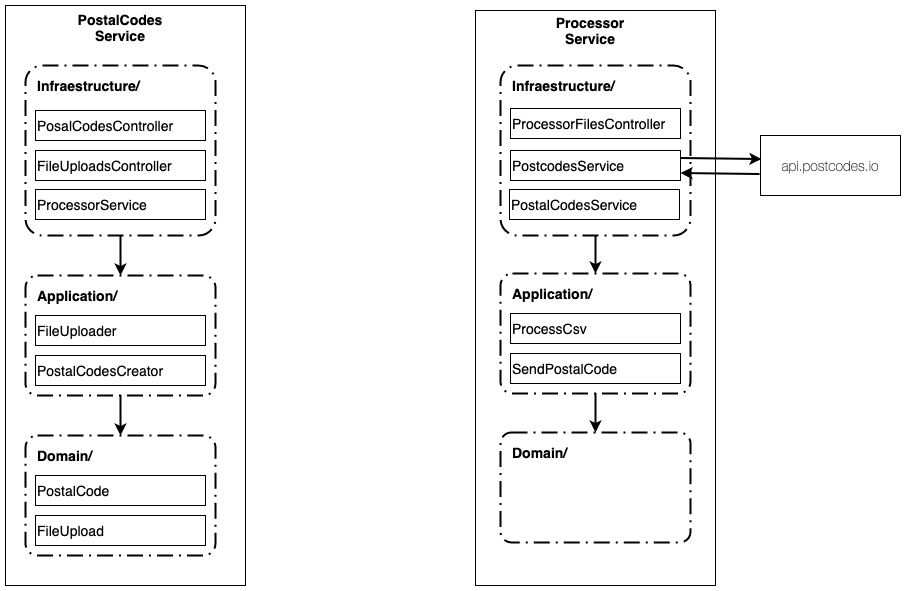 PostalCodes
Service
Infraestructure/
PosalCodesController
FileUploadsController
ProcessorService
Application/
FileUploader
PostalCodesCreator
Domain/
PostalCode
FileUpload
Processor
Service
Infraestructure/
ProcessorFilesController
PostcodesService
PostalCodesService
Application/
ProcessCsv
SendPostalCode
Domain/
api.postcodes.io